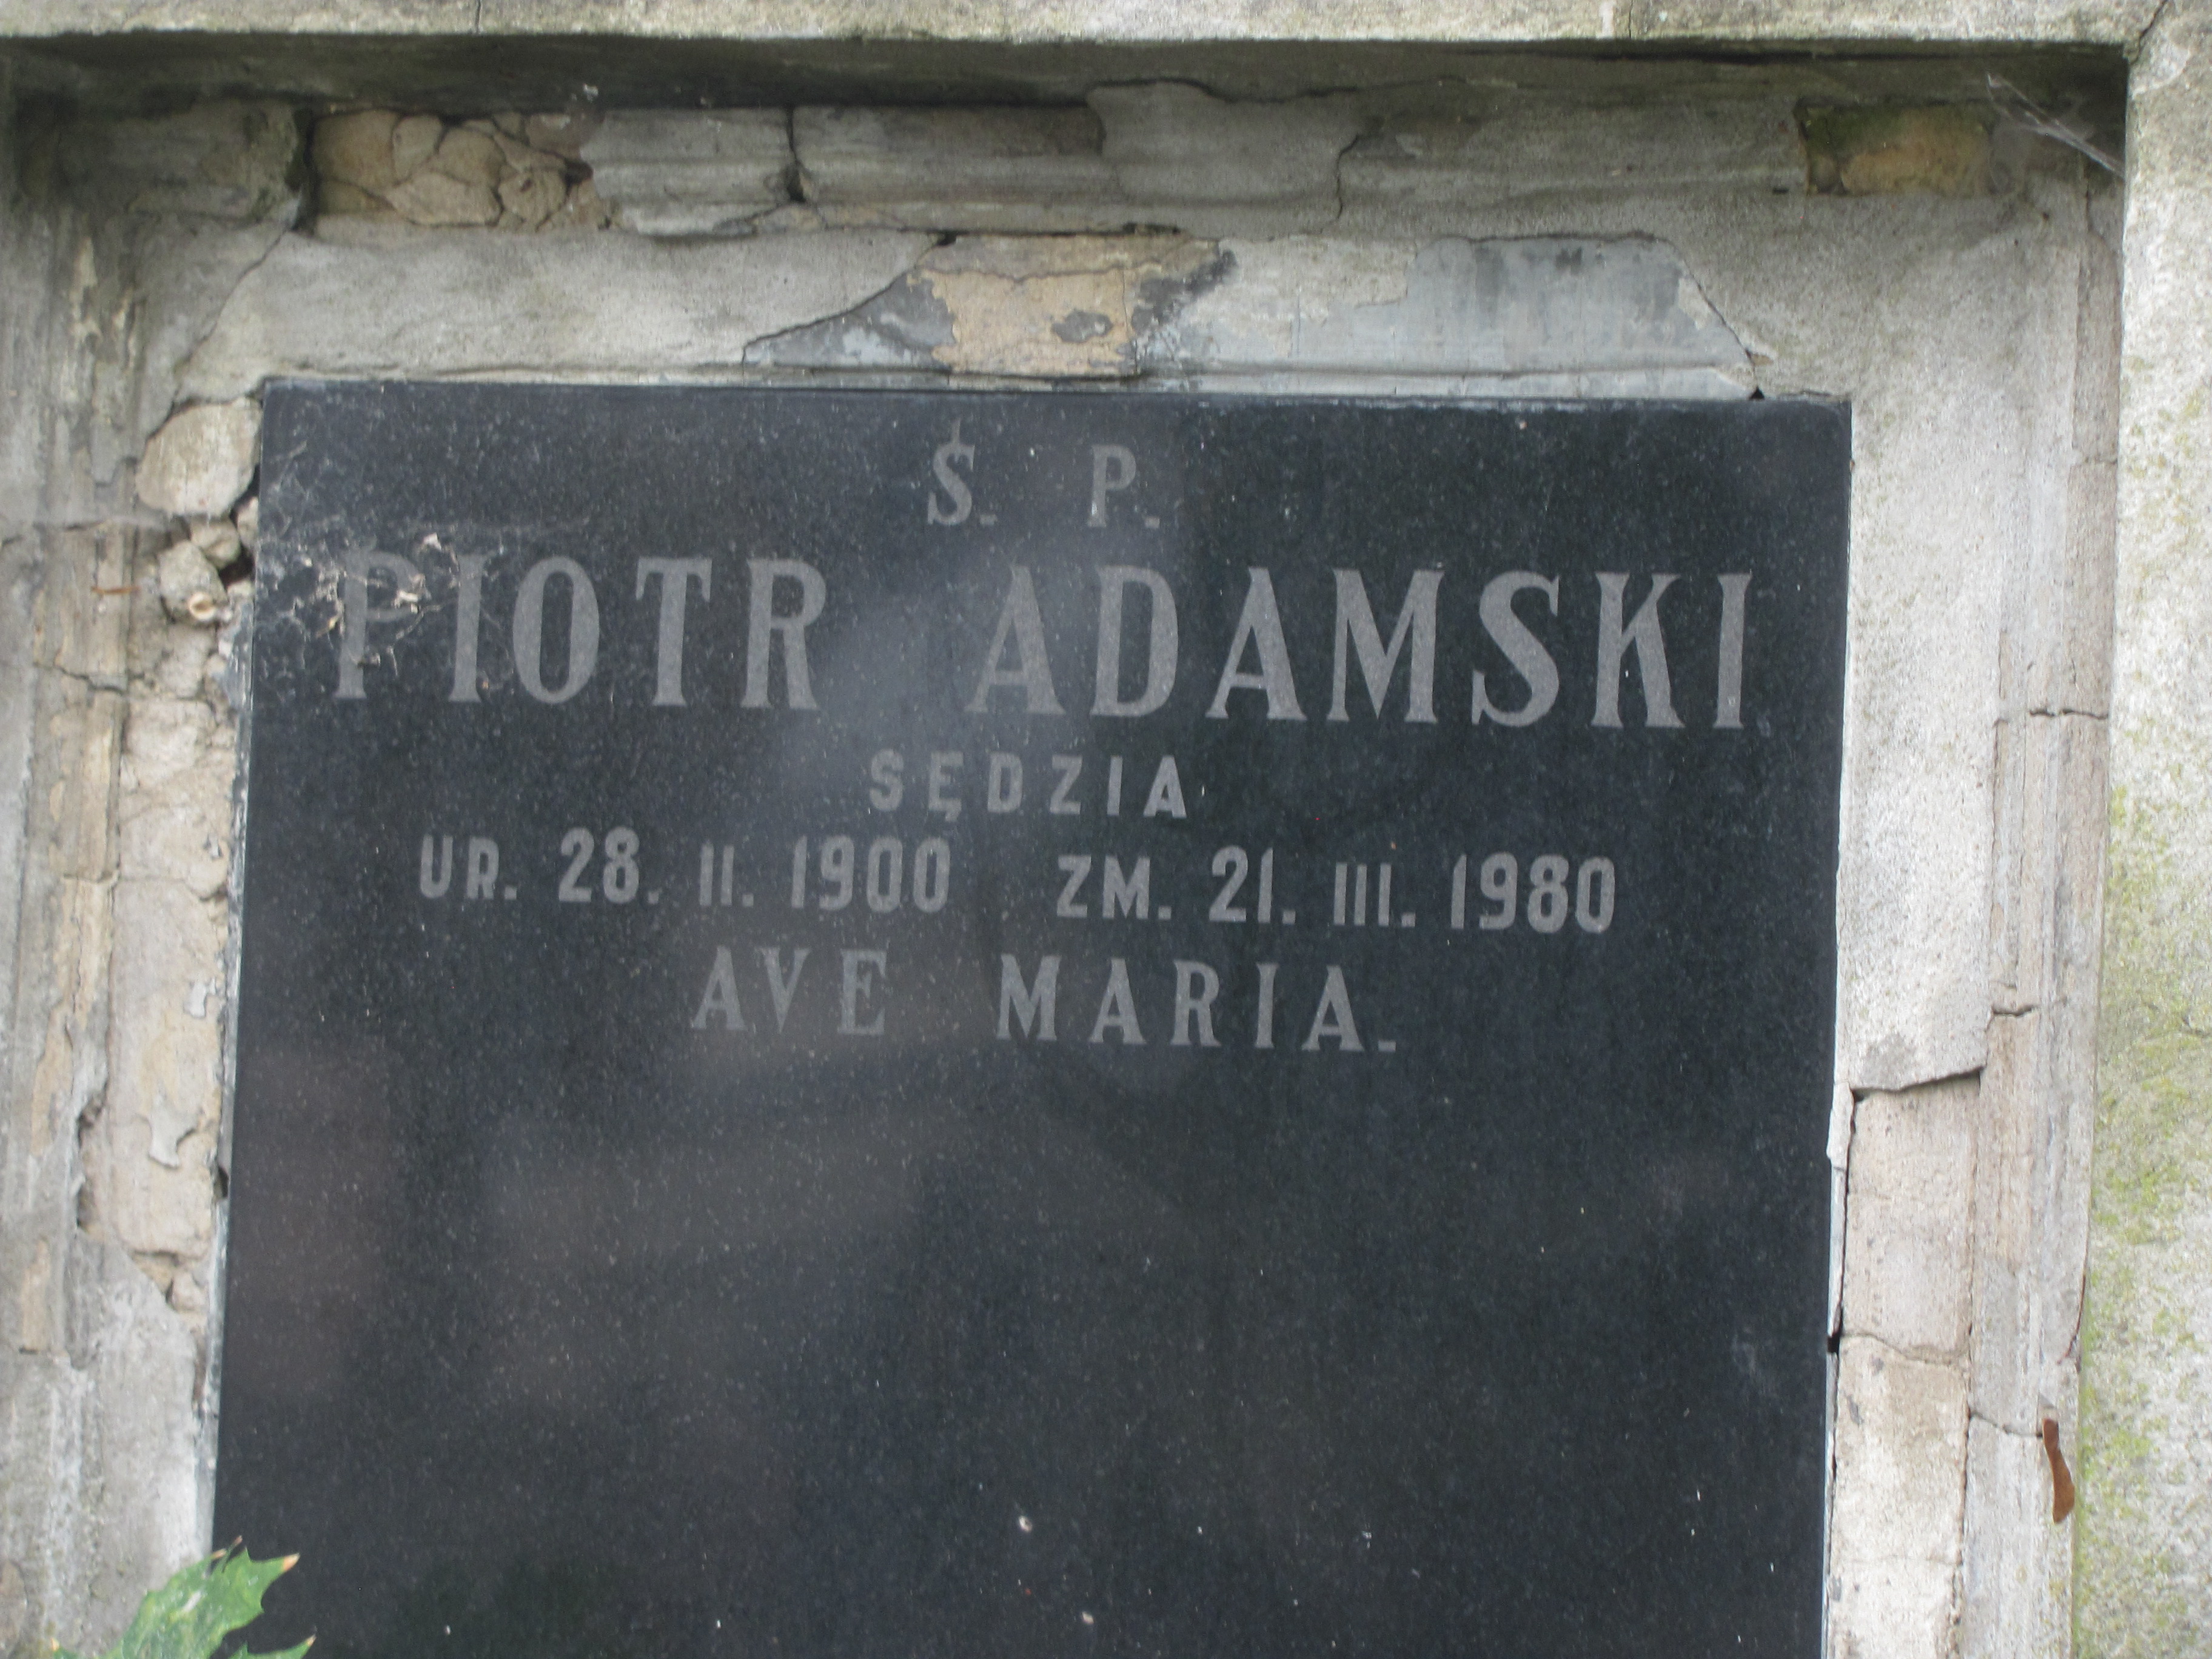 Ś. P.
PIOTR ADAMSKI
SĘDZIA
UR. 28. II. 1900 ZM. 21. III. 1980
AVE MARIA.